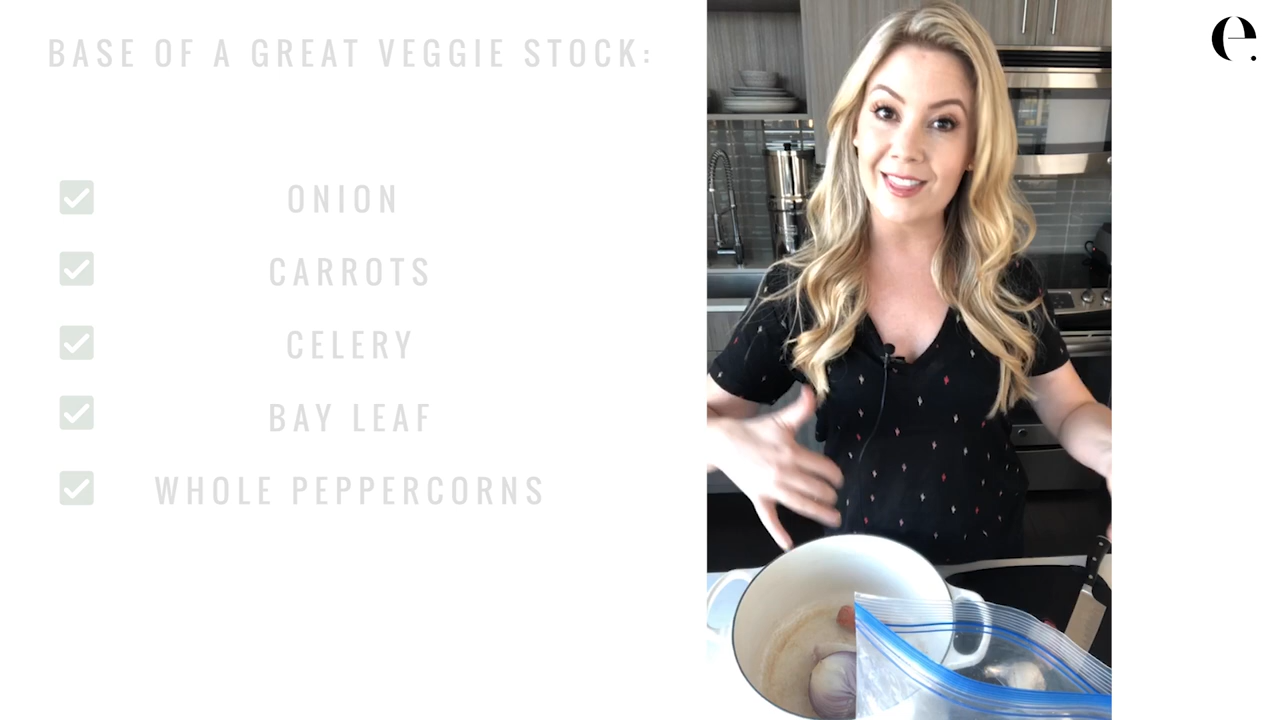 BASE OF A GREAT VEGGIE STOCK:
e.
ONION
CARROTS
CELERY
BAY LEAF
WHOLE PEPPERCORNS